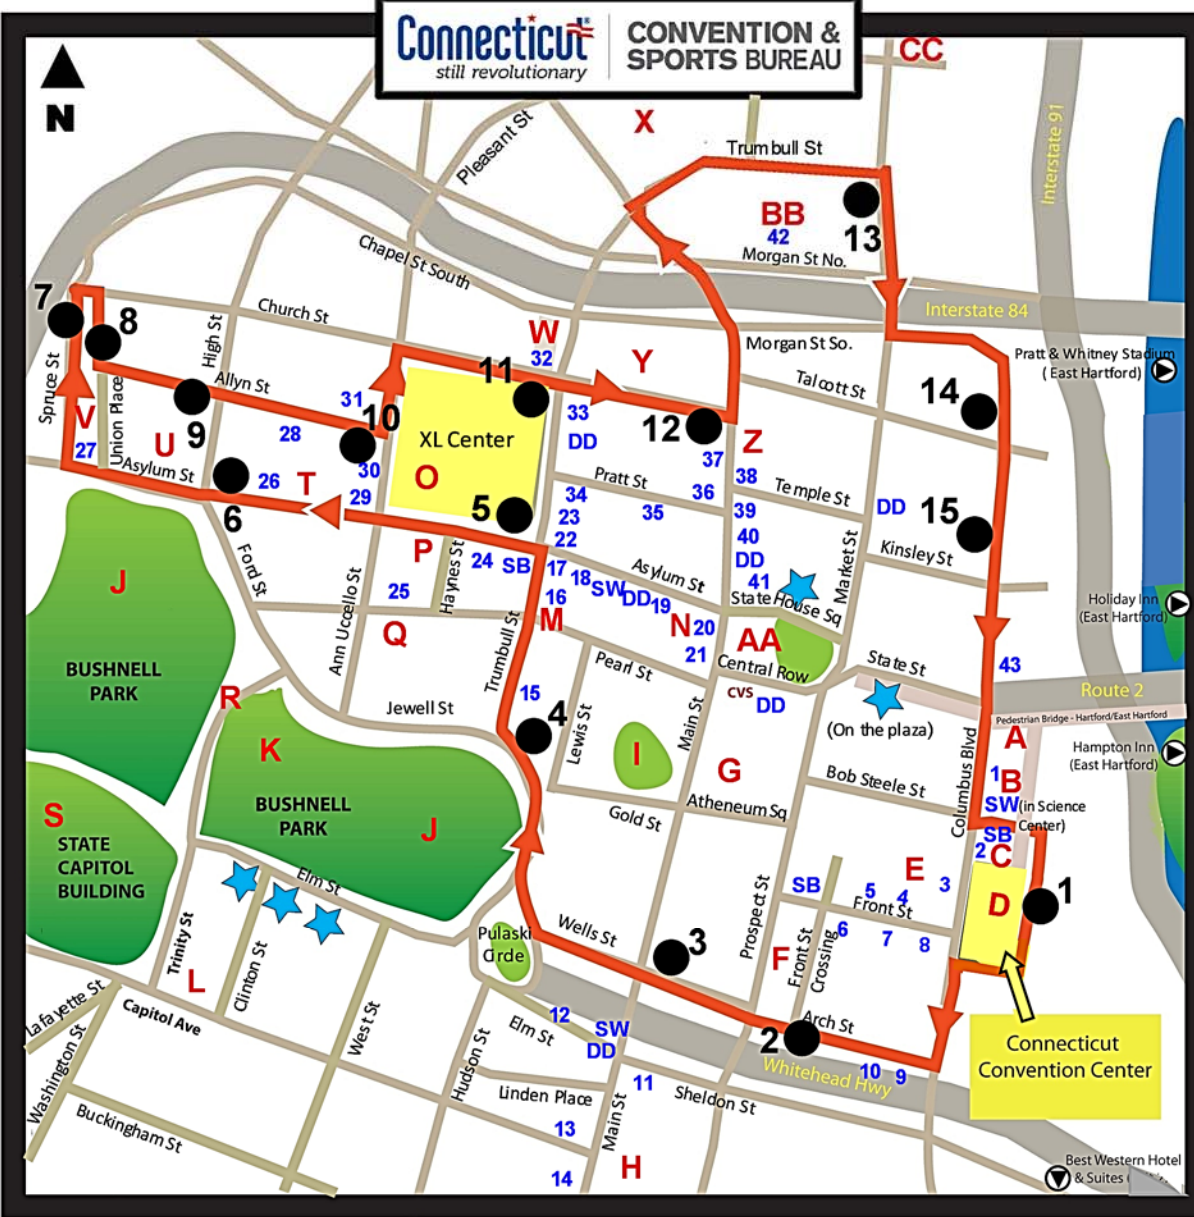 Connecticut
still revolutionary
CONVENTION &
SPORTS BUREAU
CC
N
X
Trumbull St
Pleasant St
Interstate 91
BB
42
13
Morgan St No.
Chapel St South
7
8
Church St
High St
W
32
Y
Interstate 84
Morgan St So.
Pratt & Whitney Stadium
( East Hartford)
Spruce St
Union Place
Allyn St
31
10
11
Talcott St
14
V
27
U
9
28
XL Center
33
DD
12
Z
37
38
Asylum St
26
T
30
29
O
5
Pratt St
34
23
22
35
36
Temple St
39
40
DD
41
DD
15
Kinsley St
6
Ford St
P
Haynes St
24
SB
25
17
18
SW
DD
19
16
Asylum St
State House Sq
Market St
Holiday Inn
(East Hartford)
J
BUSHNELL
PARK
Ann Uccello St
Q
Trumbull St
M
N
20
21
AA
Central Row
State St
43
Route 2
R
Jewell St
Pearl St
15
4
Lewis St
Main St
CVS
DD
(On the plaza)
Pedestrian Bridge - Hartford/East Hartford
A
Hampton Inn
(East Hartford)
K
BUSHNELL
PARK
J
I
G
Bob Steele St
Columbus Blvd
1
B
SW
(in Science
Center)
SB
2
C
S
STATE
CAPITOL
BUILDING
Gold St
Atheneum Sq
Elm St
E
3
SB
5
4
Front St
D
1
Trinity St
Clinton St
Pulaski
Circle
Wells St
3
Prospect St
F
Front St
Crossing
6
7
8
L
Lafayette St
Capitol Ave
West St
12
Elm St
SW
DD
2
Arch St
Whitehead Hwy
10
9
Connecticut
Convention Center
Washington St
Hudson St
Linden Place
Main St
11
Sheldon St
Buckingham St
13
14
H
Best Western Hotel
& Suites